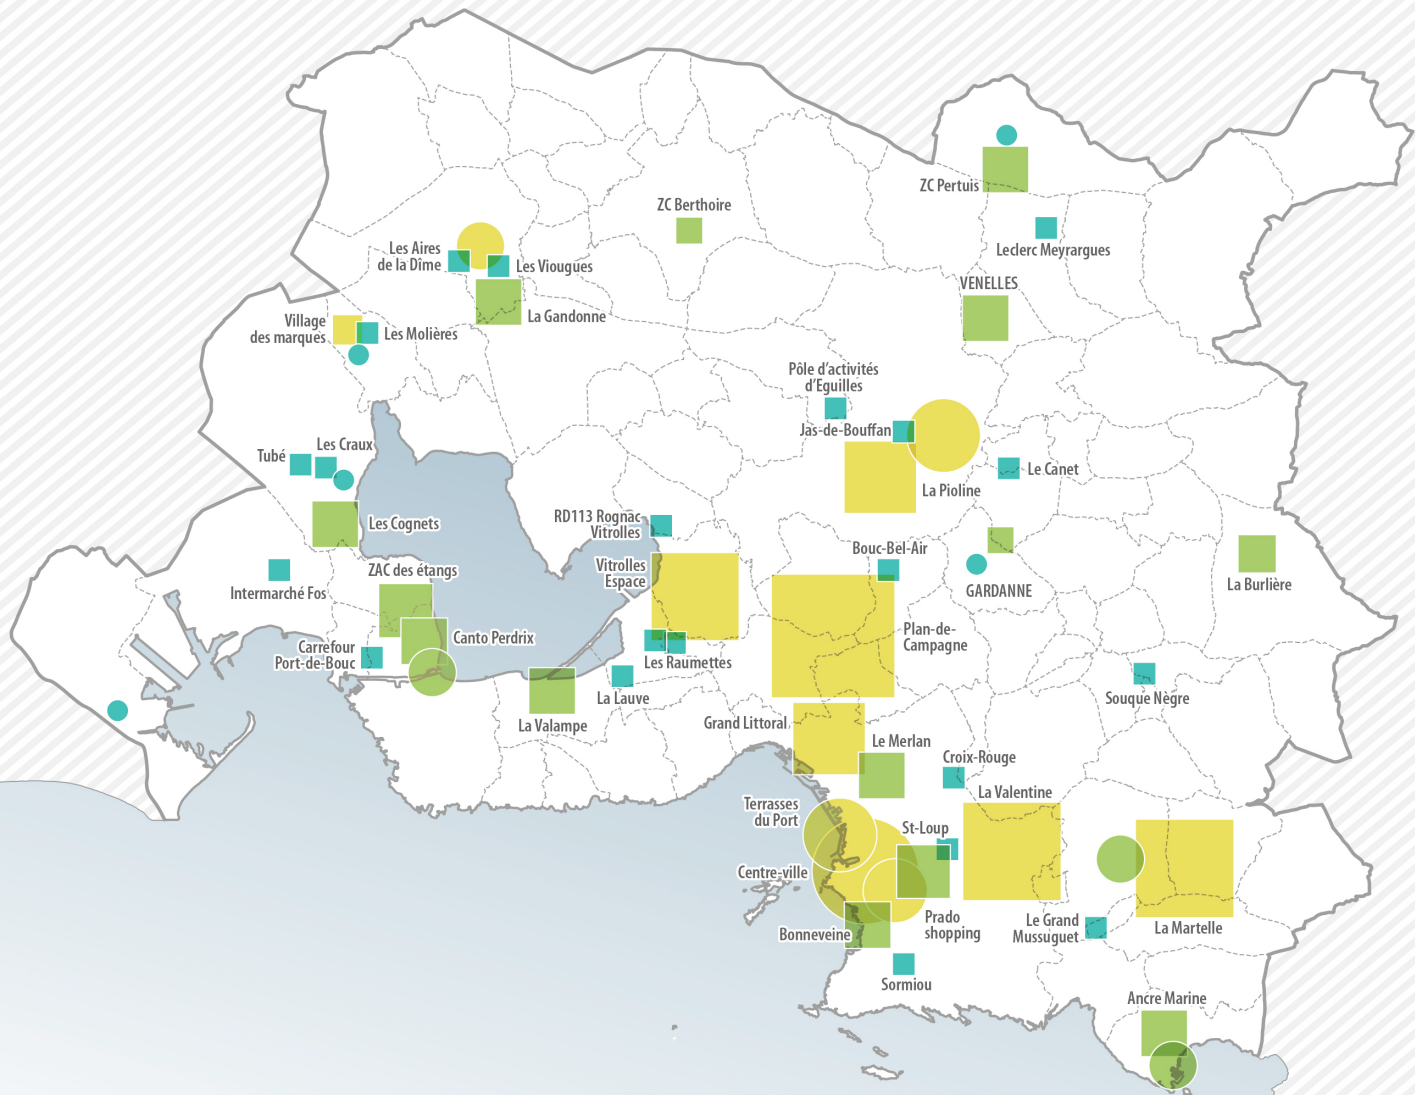 ZC Pertuis
ZC Berthoire
Leclerc Meyrargues
Les Aires
de la Dîme
Les Viougues
VENELLES
La Gandonne
Village
des marques
Les Molières
Pôle d'activités
d'Eguilles
Jas-de-Bouffan
Les Craux
Tubé
Le Canet
La Pioline
RD113 Rognac
Vitrolles
Les Cognets
Bouc-Bel-Air
Vitrolles
Espace
ZAC des étangs
La Burlière
Intermarché Fos
GARDANNE
Plan-de-
Campagne
Canto Perdrix
Carrefour
Port-de-Bouc
Les Raumettes
La Lauve
Souque Nègre
La Valampe
Grand Littoral
Le Merlan
Croix-Rouge
La Valentine
Terrasses
du Port
St-Loup
Centre-ville
Prado
shopping
Le Grand
Mussuguet
La Martelle
Bonneveine
Sormiou
Ancre Marine